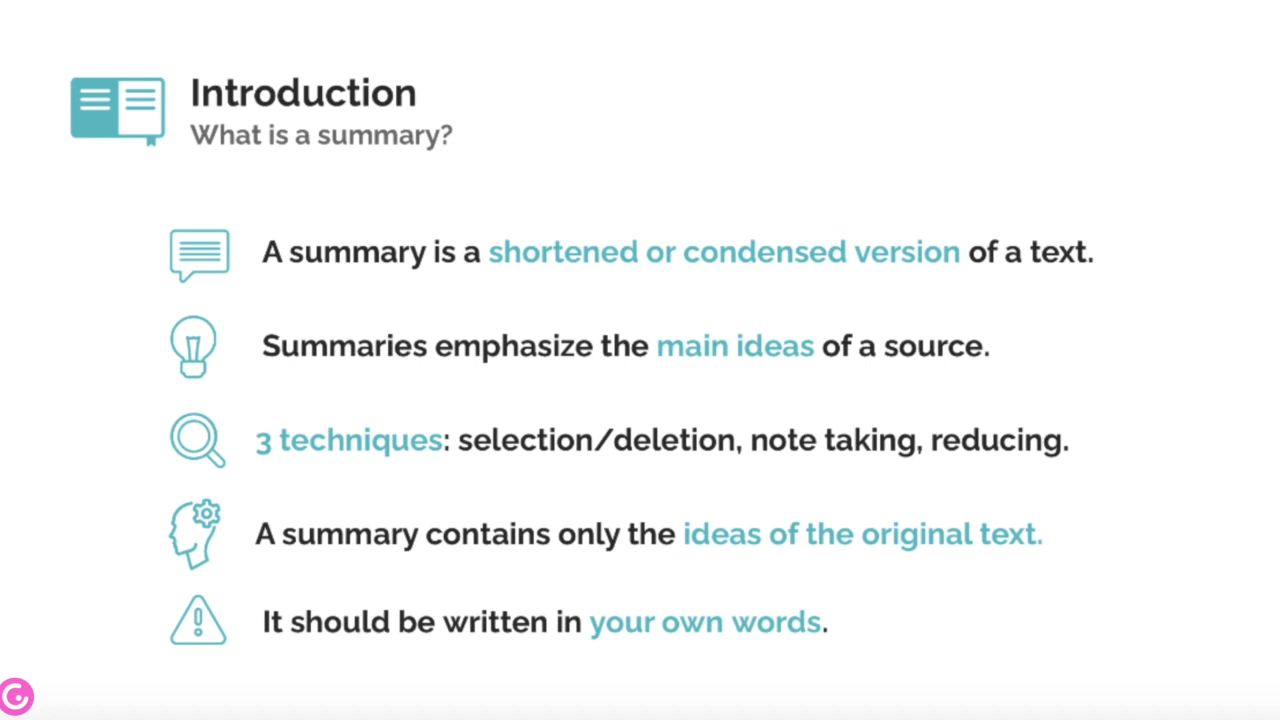 Introduction
What is a summary?
A summary is a shortened or condensed version of a text.
Summaries emphasize the main ideas of a source.
3 techniques: selection/deletion, note taking, reducing.
A summary contains only the ideas of the original text.
It should be written in your own words.